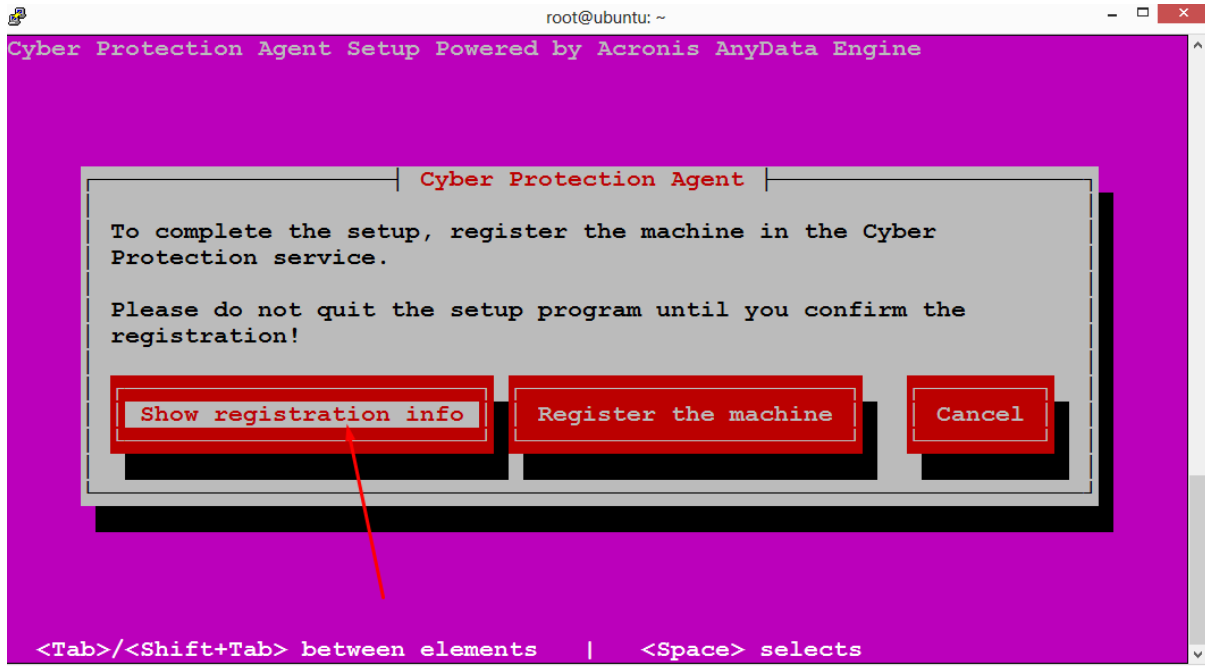 root@ubuntu: ~
Cyber Protection Agent Setup Powered by Acronis AnyData Engine
Cyber Protection Agent
To complete the setup, register the machine in the Cyber
Protection service.
Please do not quit the setup program until you confirm the
registration!
Show registration info Register the machine Cancel
<Tab>/<Shift+Tab> between elements | <Space> selects